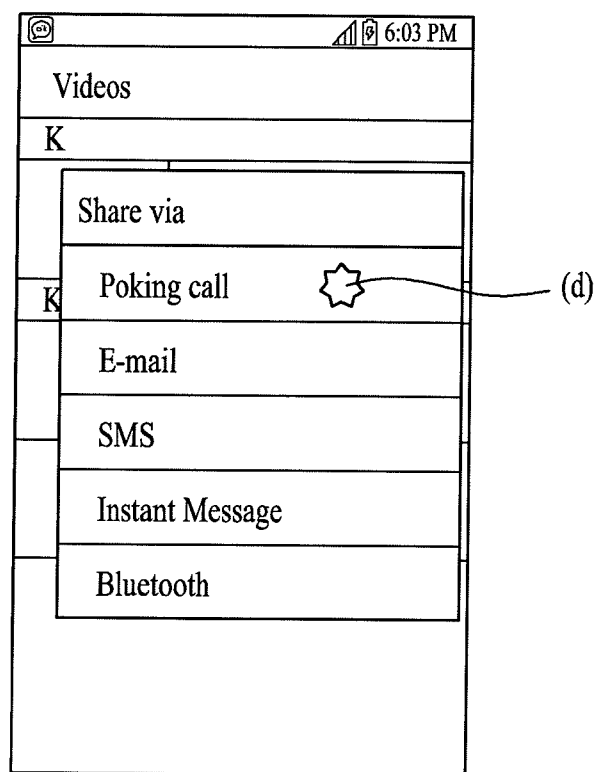 6:03 PM
Videos
K
Share via
Poking call
(d)
K
E-mail
SMS
Instant Message
Bluetooth